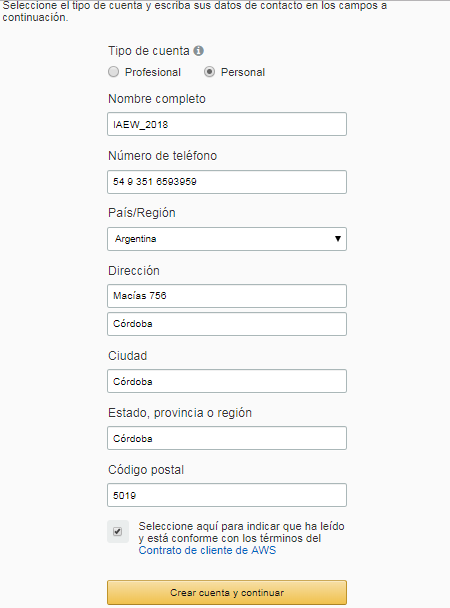 Seleccione el tipo de cuenta y escriba sus datos de contacto en los campos a
continuación.
Tipo de cuenta
Profesional
Personal
Nombre completo
IAEW_2018
Número de teléfono
54 9 351 6593959
País/Región
Argentina
Dirección
Macías 756
Córdoba
Ciudad
Córdoba
Estado, provincia o región
Córdoba
Código postal
5019
Seleccione aquí para indicar que ha leído
y está conforme con los términos del
Contrato de cliente de AWS
Crear cuenta y continuar